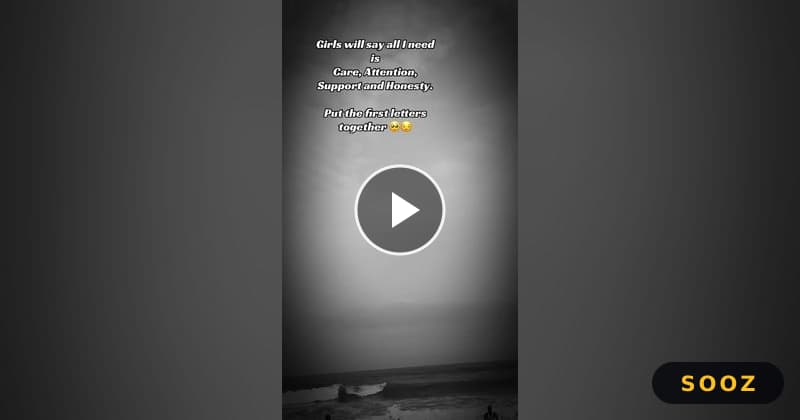 Girls will say all I need
is
Care, Attention,
Support and Honesty.
Put the first letters
together 🥺😔
SOOZ